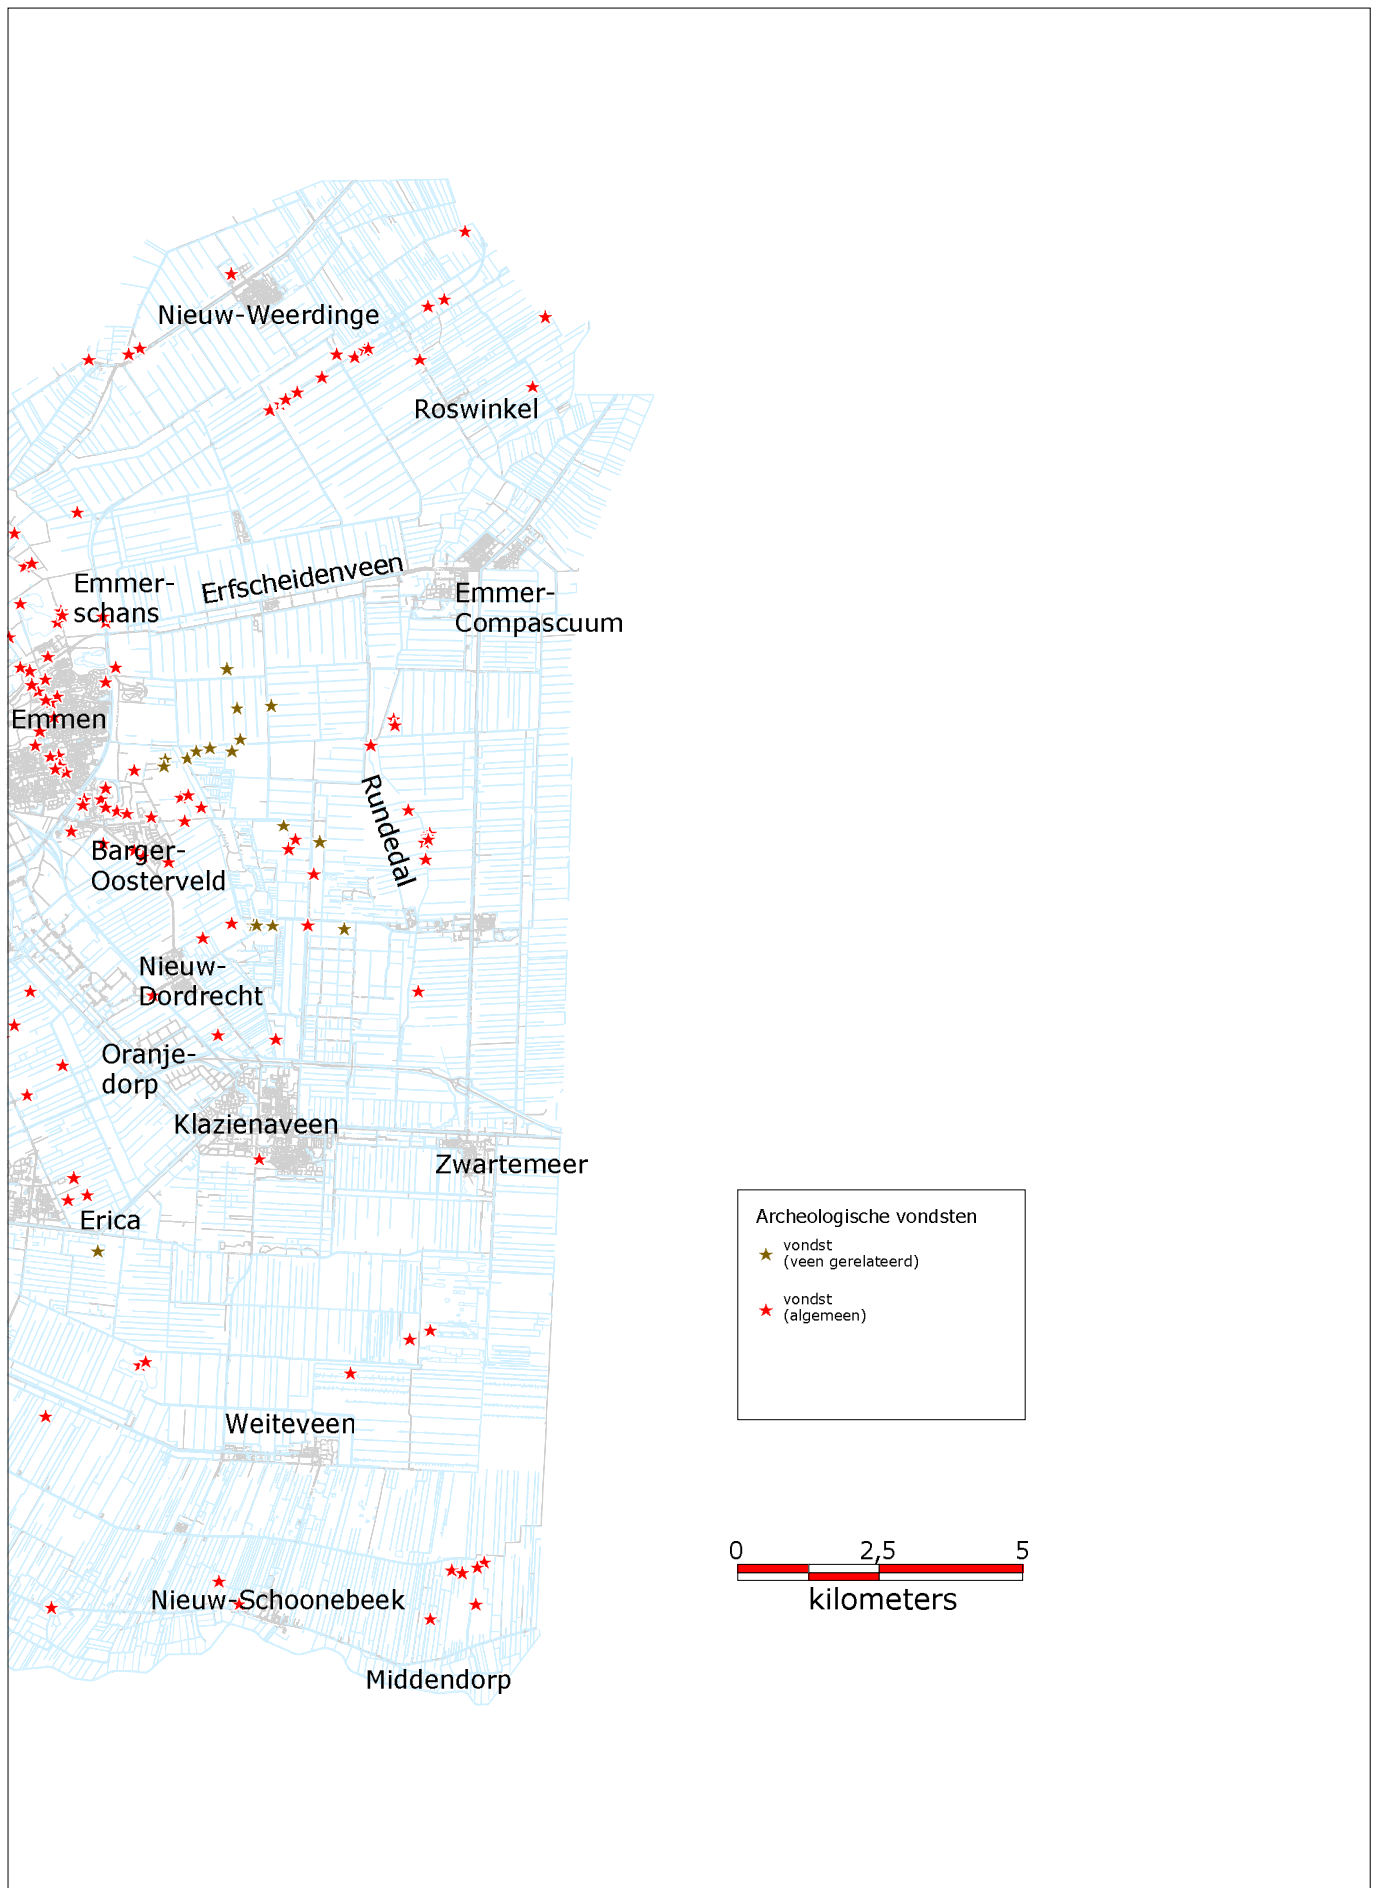 Nieuw-Weerdinge
Roswinkel
Erfscheidenveen
Emmer-
schans
Emmer-
Compascuum
Emmen
Rundedal
Barger-
Oosterveld
Nieuw-
Dordrecht
Oranje-
dorp
Klazienaveen
Zwartemeer
Erica
Archeologische vondsten
vondst
(veen gerelateerd)
vondst
(algemeen)
Weiteveen
0 2,5 5
kilometers
Nieuw-Schoonebeek
Middendorp